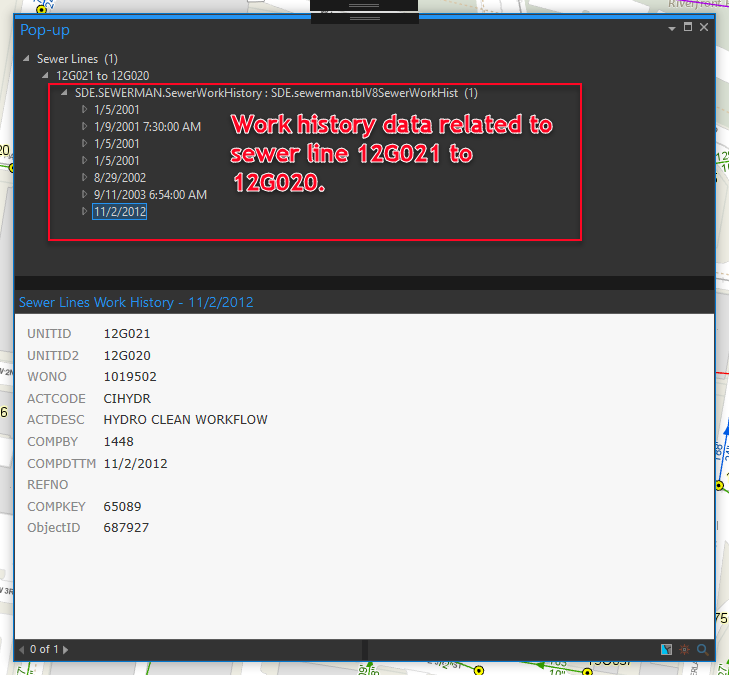 Pop-up
Sewer Lines (1)
12G021 to 12G020
SDE.SEWERMAN.SewerWorkHistory : SDE.sewerman.tblV8SewerWorkHist (1)
1/5/2001
1/9/2001 7:30:00 AM
1/5/2001
1/5/2001
8/29/2002
9/11/2003 6:54:00 AM
11/2/2012
Work history data related to
sewer line 12G021 to
12G020.
Sewer Lines Work History - 11/2/2012
UNITID 12G021
UNITID2 12G020
WONO 1019502
ACTCODE CIHYDR
ACTDESC HYDRO CLEAN WORKFLOW
COMPBY 1448
COMPDTTM 11/2/2012
REFNO
COMPKEY 65089
ObjectID 687927
0 of 1